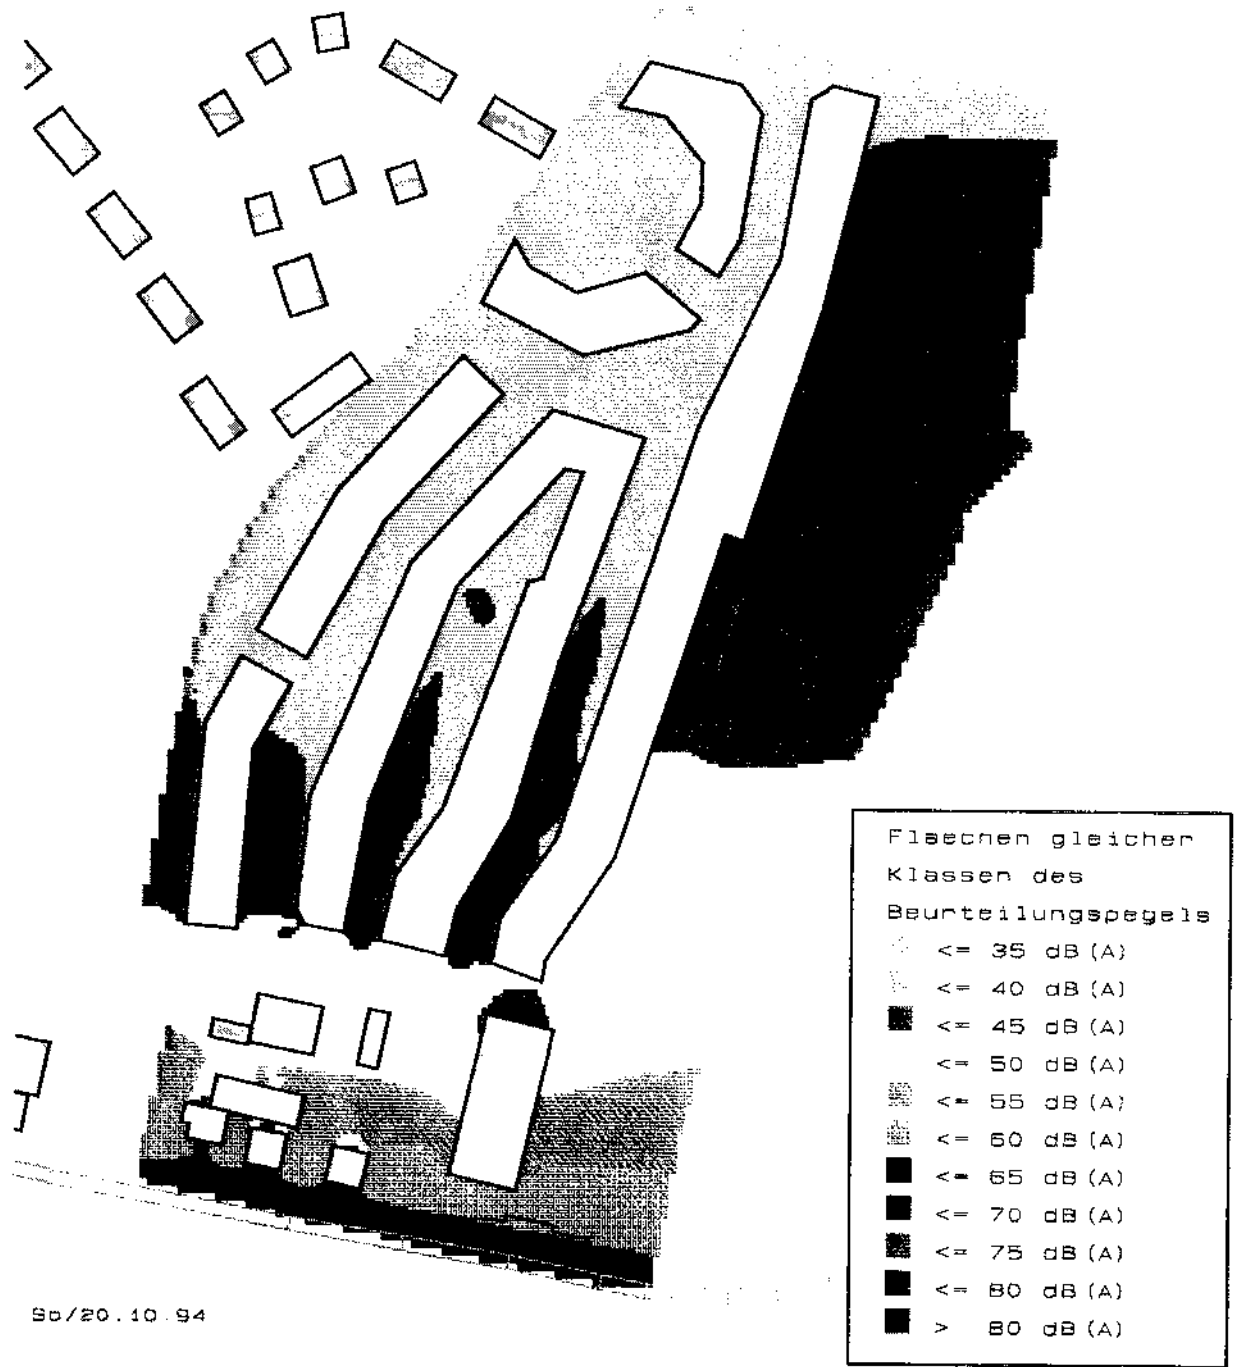 Flaechen gleicher
Klassen des
Beurteilungspegels
<= 35 dB(A)
<= 40 dB(A)
<= 45 dB(A)
<= 50 dB(A)
<= 55 dB(A)
<= 60 dB(A)
<= 65 dB(A)
<= 70 dB(A)
<= 75 dB(A)
<= 80 dB(A)
> 80 dB(A)
So/20.10.94